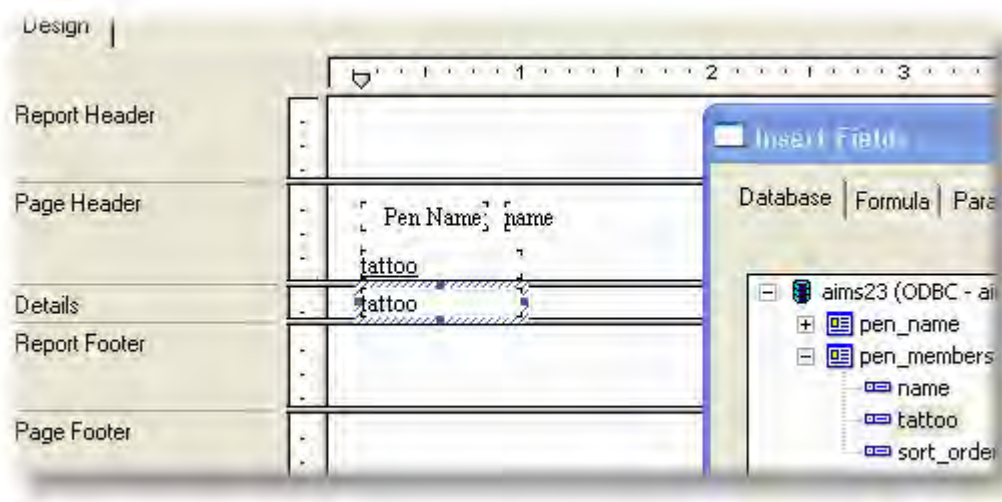 Design
1 2 3
Report Header
Insert Fields
Page Header
Pen Name name
Database Formula Para
tattoo
Details
tattoo
aims23 (ODBC - ai
Report Footer
pen_name
pen_members
name
tattoo
Page Footer
sort_order